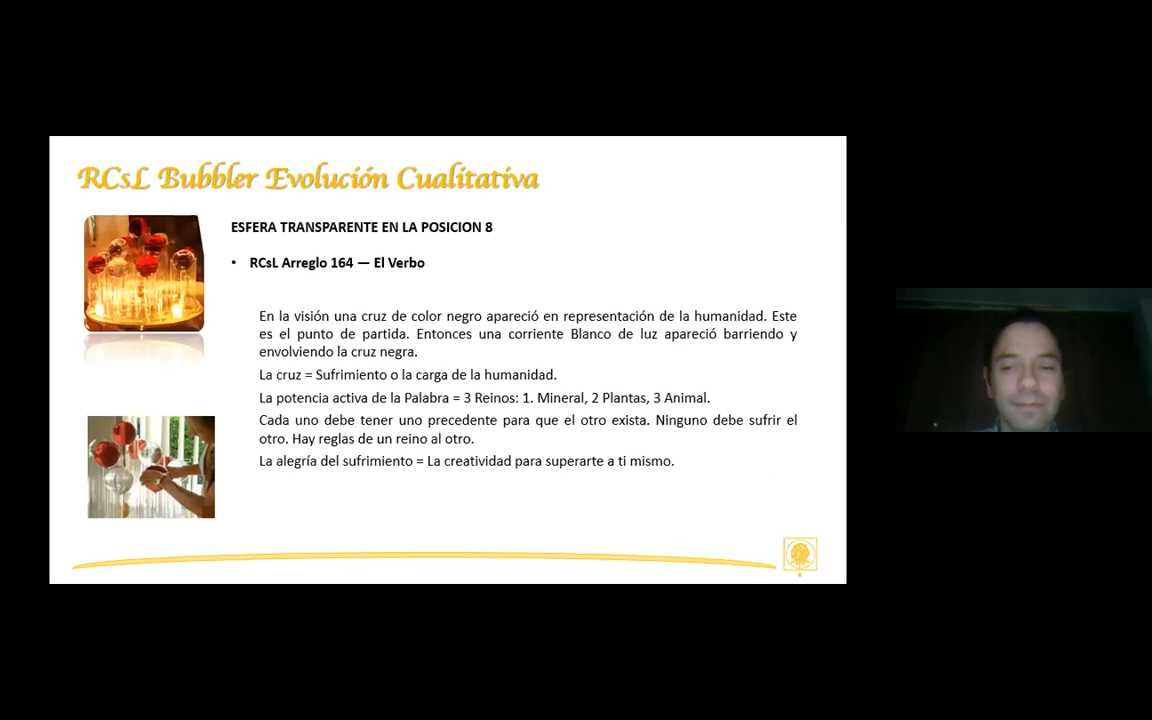 RCsL Bubbler Evolución Cualitativa
ESFERA TRANSPARENTE EN LA POSICION 8
• RCsL Arreglo 164 — El Verbo
En la visión una cruz de color negro apareció en representación de la humanidad. Este
es el punto de partida. Entonces una corriente Blanco de luz apareció barriendo y
envolviendo la cruz negra.
La cruz = Sufrimiento o la carga de la humanidad.
La potencia activa de la Palabra = 3 Reinos: 1. Mineral, 2 Plantas, 3 Animal.
Cada uno debe tener uno precedente para que el otro exista. Ninguno debe sufrir el
otro. Hay reglas de un reino al otro.
La alegría del sufrimiento = La creatividad para superarte a ti mismo.